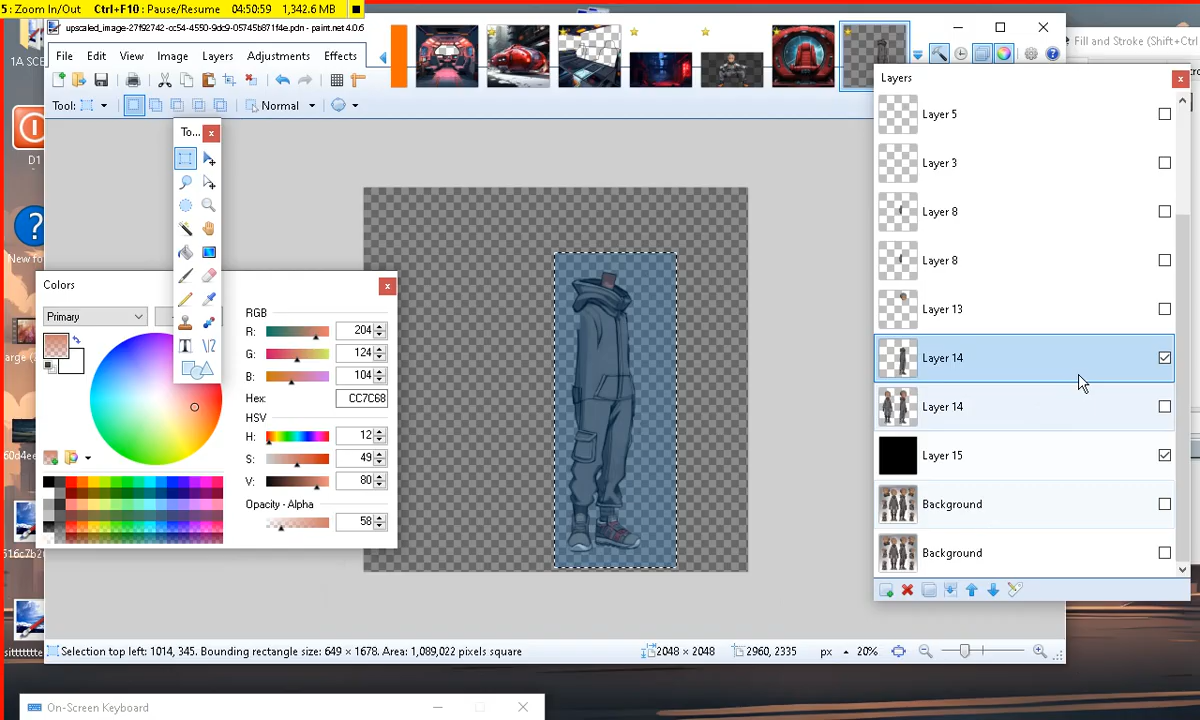 5: Zoom In/Out Ctrl+F10 : Pause/Resume 4:50:59 1,342.6 MB
upscaled_image-27f92742-cc54-4550-9dc9-05745b871f4e.pdn - paint.net 4.0.6
Fill and Stroke (Shift+Ctrl
File Edit View Image Layers Adjustments Effects
Tool: Normal
To...
Layers
Layer 5
Layer 3
Layer 8
Layer 8
Layer 13
Layer 14
Layer 14
Layer 15
Background
Background
Colors
Primary
RGB
R: 204
G: 124
B: 104
Hex: CC7C68
HSV
H: 12
S: 49
V: 80
Opacity - Alpha
58
Selection top left: 1014, 345. Bounding rectangle size: 649 × 1678. Area: 1,089,022 pixels square
2048 × 2048
2960, 2335
px
20%
On-Screen Keyboard
1A SCE
D1
New to
arge (
60d4ee
516c7b2
sitttttttte